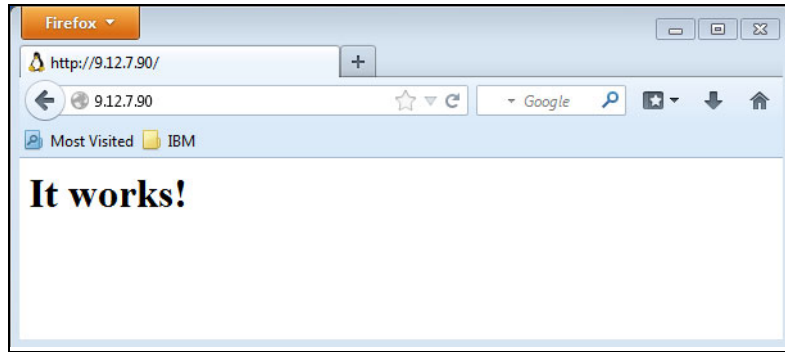 Firefox
http://9.12.7.90/
9.12.7.90
Google
Most Visited
IBM
It works!